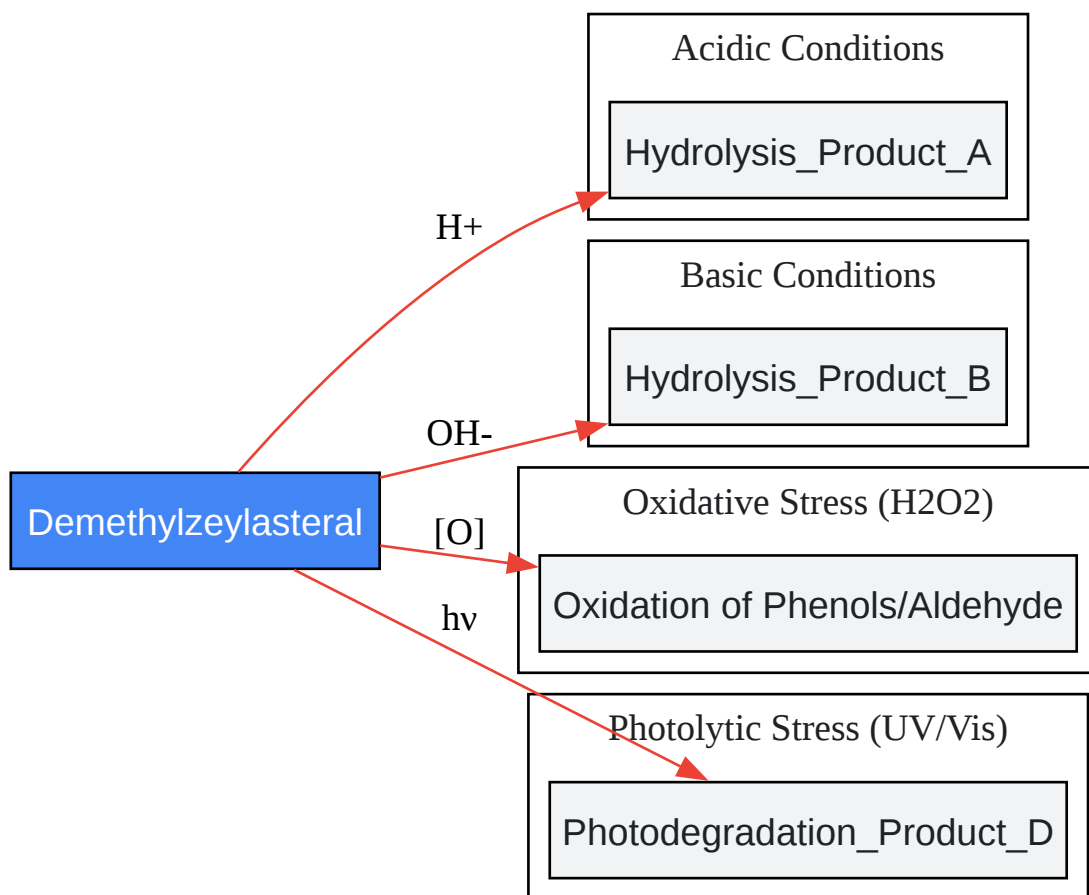 Acidic Conditions
Hydrolysis_Product_A
H+
Basic Conditions
Hydrolysis_Product_B
OH-
Demethylzeylasteral
Oxidative Stress (H2O2)
[O]
Oxidation of Phenols/Aldehyde
hν
Photolytic Stress (UV/Vis)
Photodegradation_Product_D